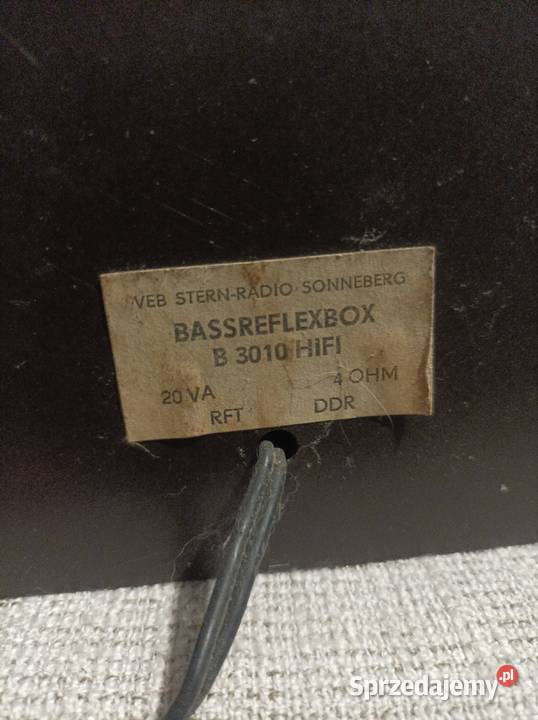 VEB STERN-RADIO SONNEBERG
BASSREFLEXBOX
B 3010 HiFI
20 VA 4 OHM
RFT DDR
Sprzedajemy.pl